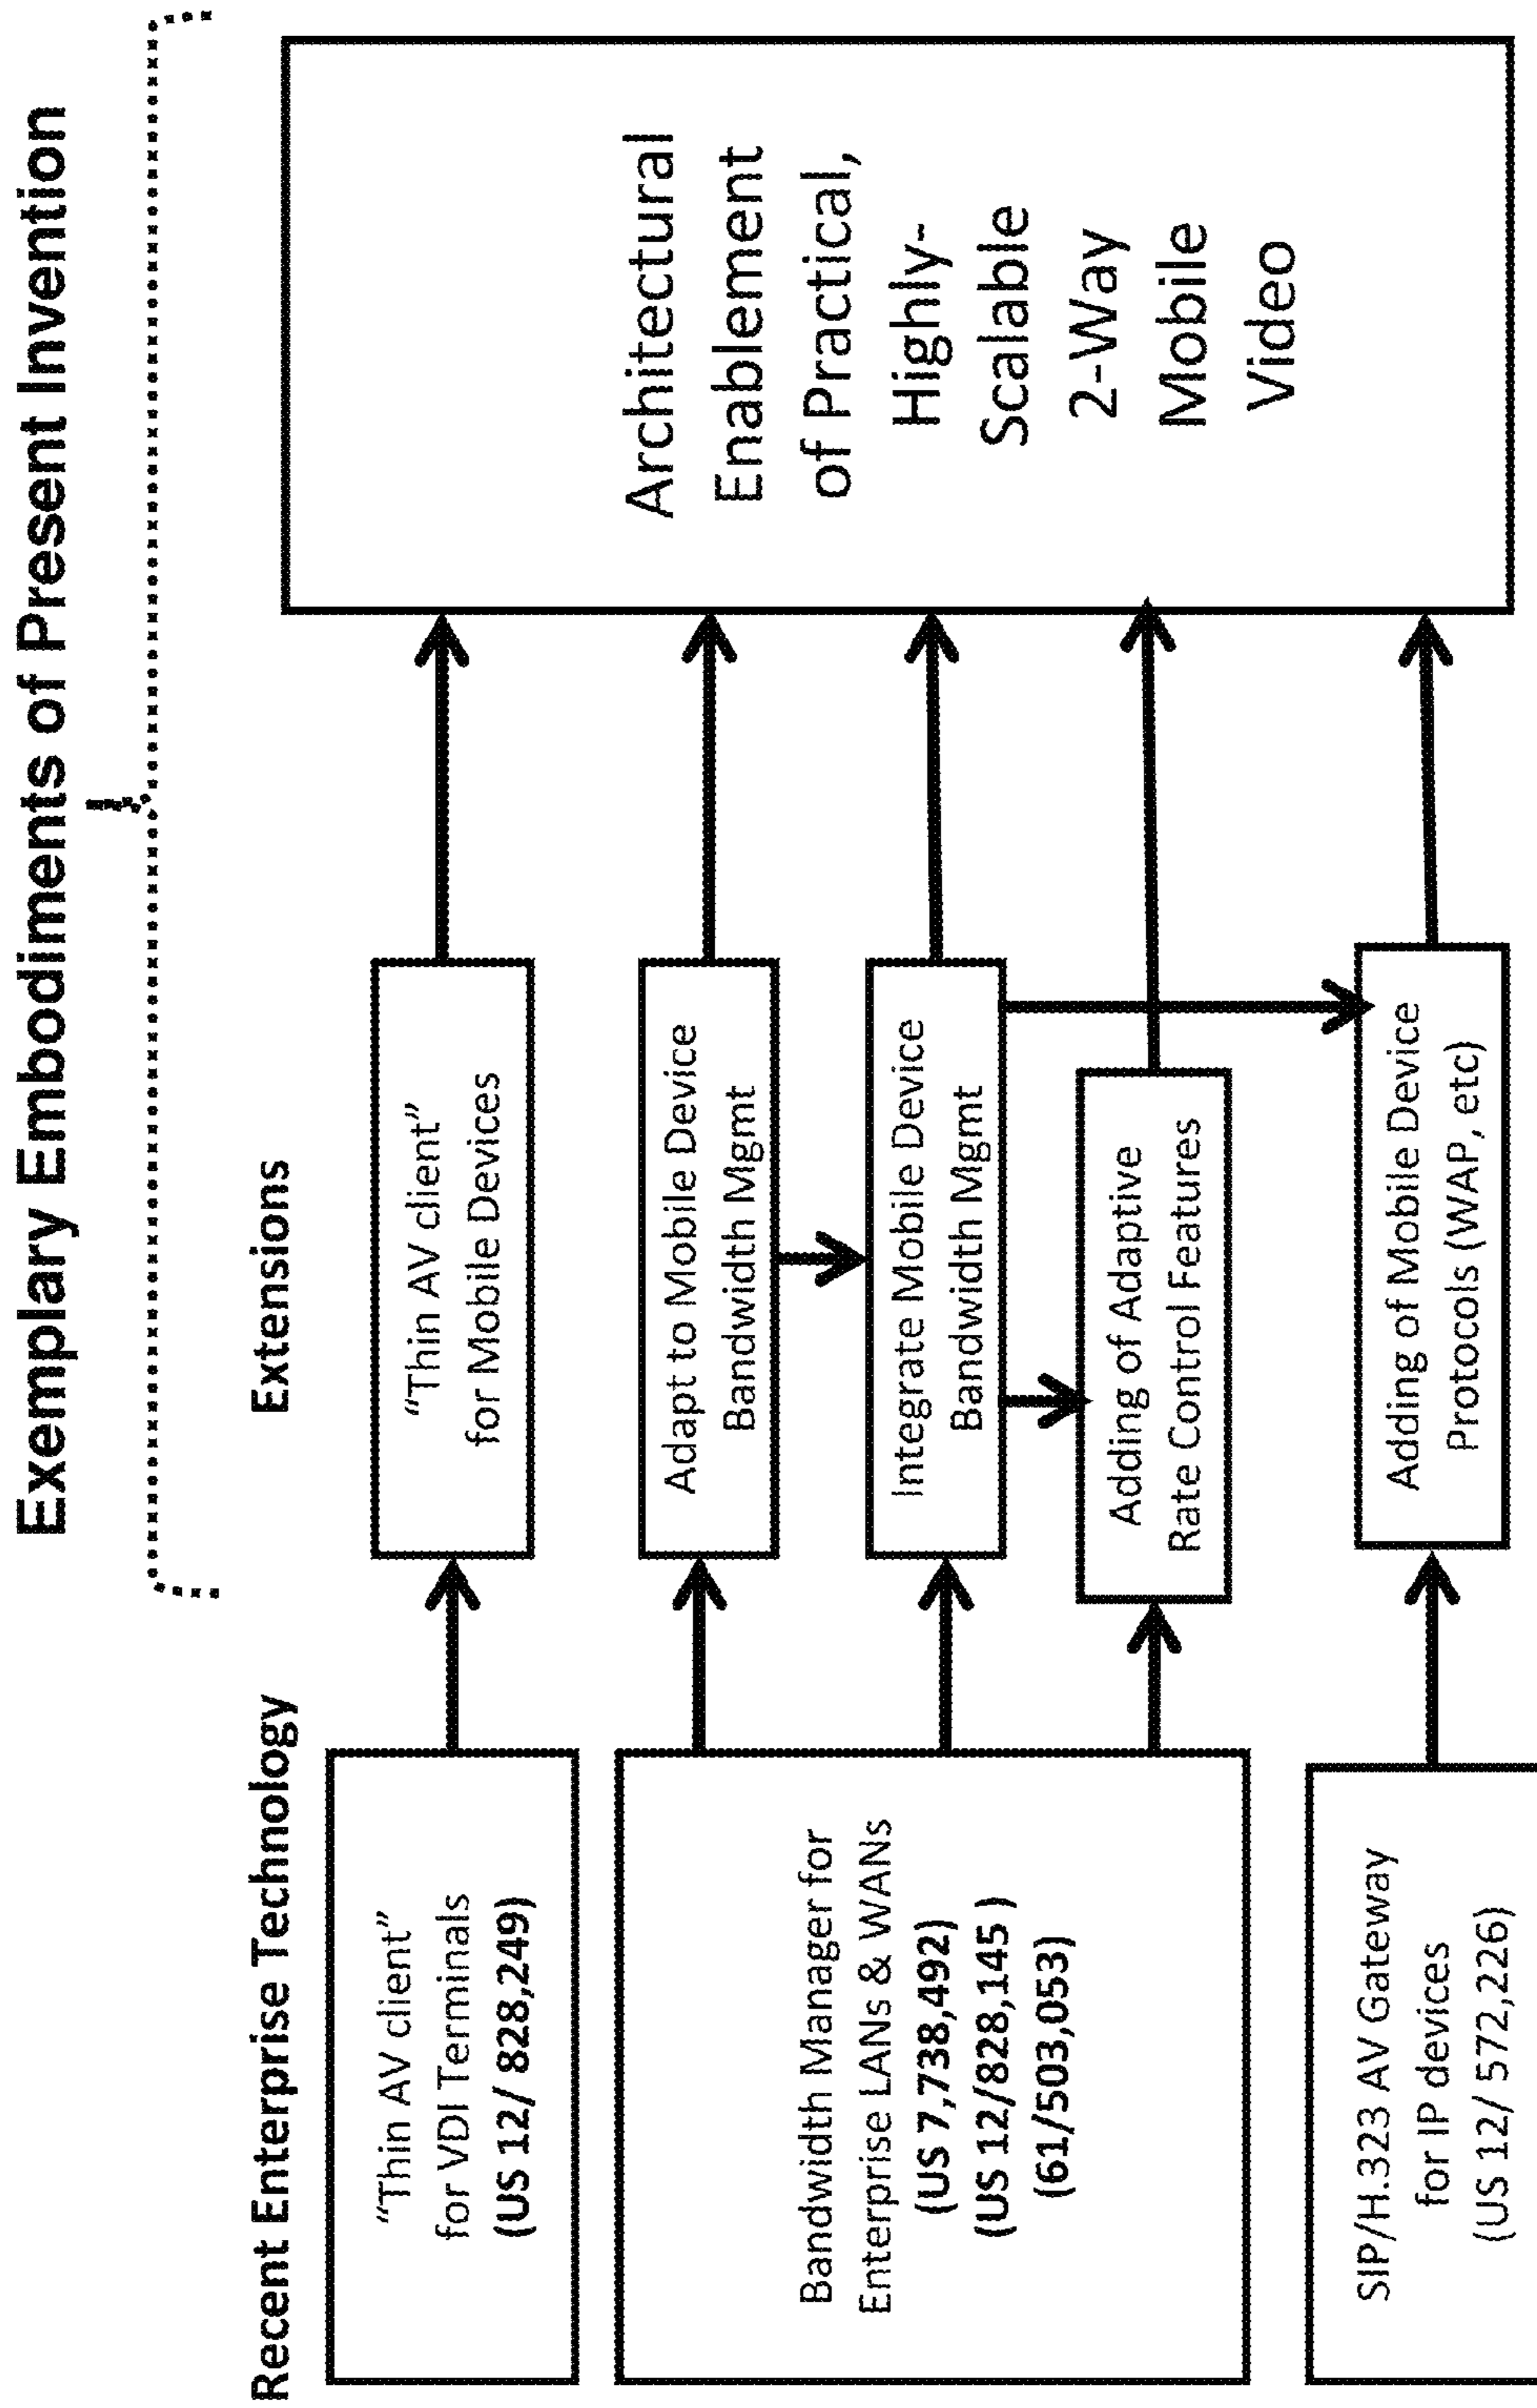 Exemplary Embodiments of Present Invention
Recent Enterprise Technology
Extensions
“Thin AV client”
for VDI Terminals
(US 12/ 828,249)
“Thin AV client”
for Mobile Devices
Bandwidth Manager for
Enterprise LANs & WANs
(US 7,738,492)
(US 12/828,145 )
(61/503,053)
Adapt to Mobile Device
Bandwidth Mgmt
Integrate Mobile Device
Bandwidth Mgmt
Adding of Adaptive
Rate Control Features
SIP/H.323 AV Gateway
for IP devices
(US 12/ 572,226)
Adding of Mobile Device
Protocols (WAP, etc)
Architectural
Enablement
of Practical,
Highly-
Scalable
2-Way
Mobile
Video